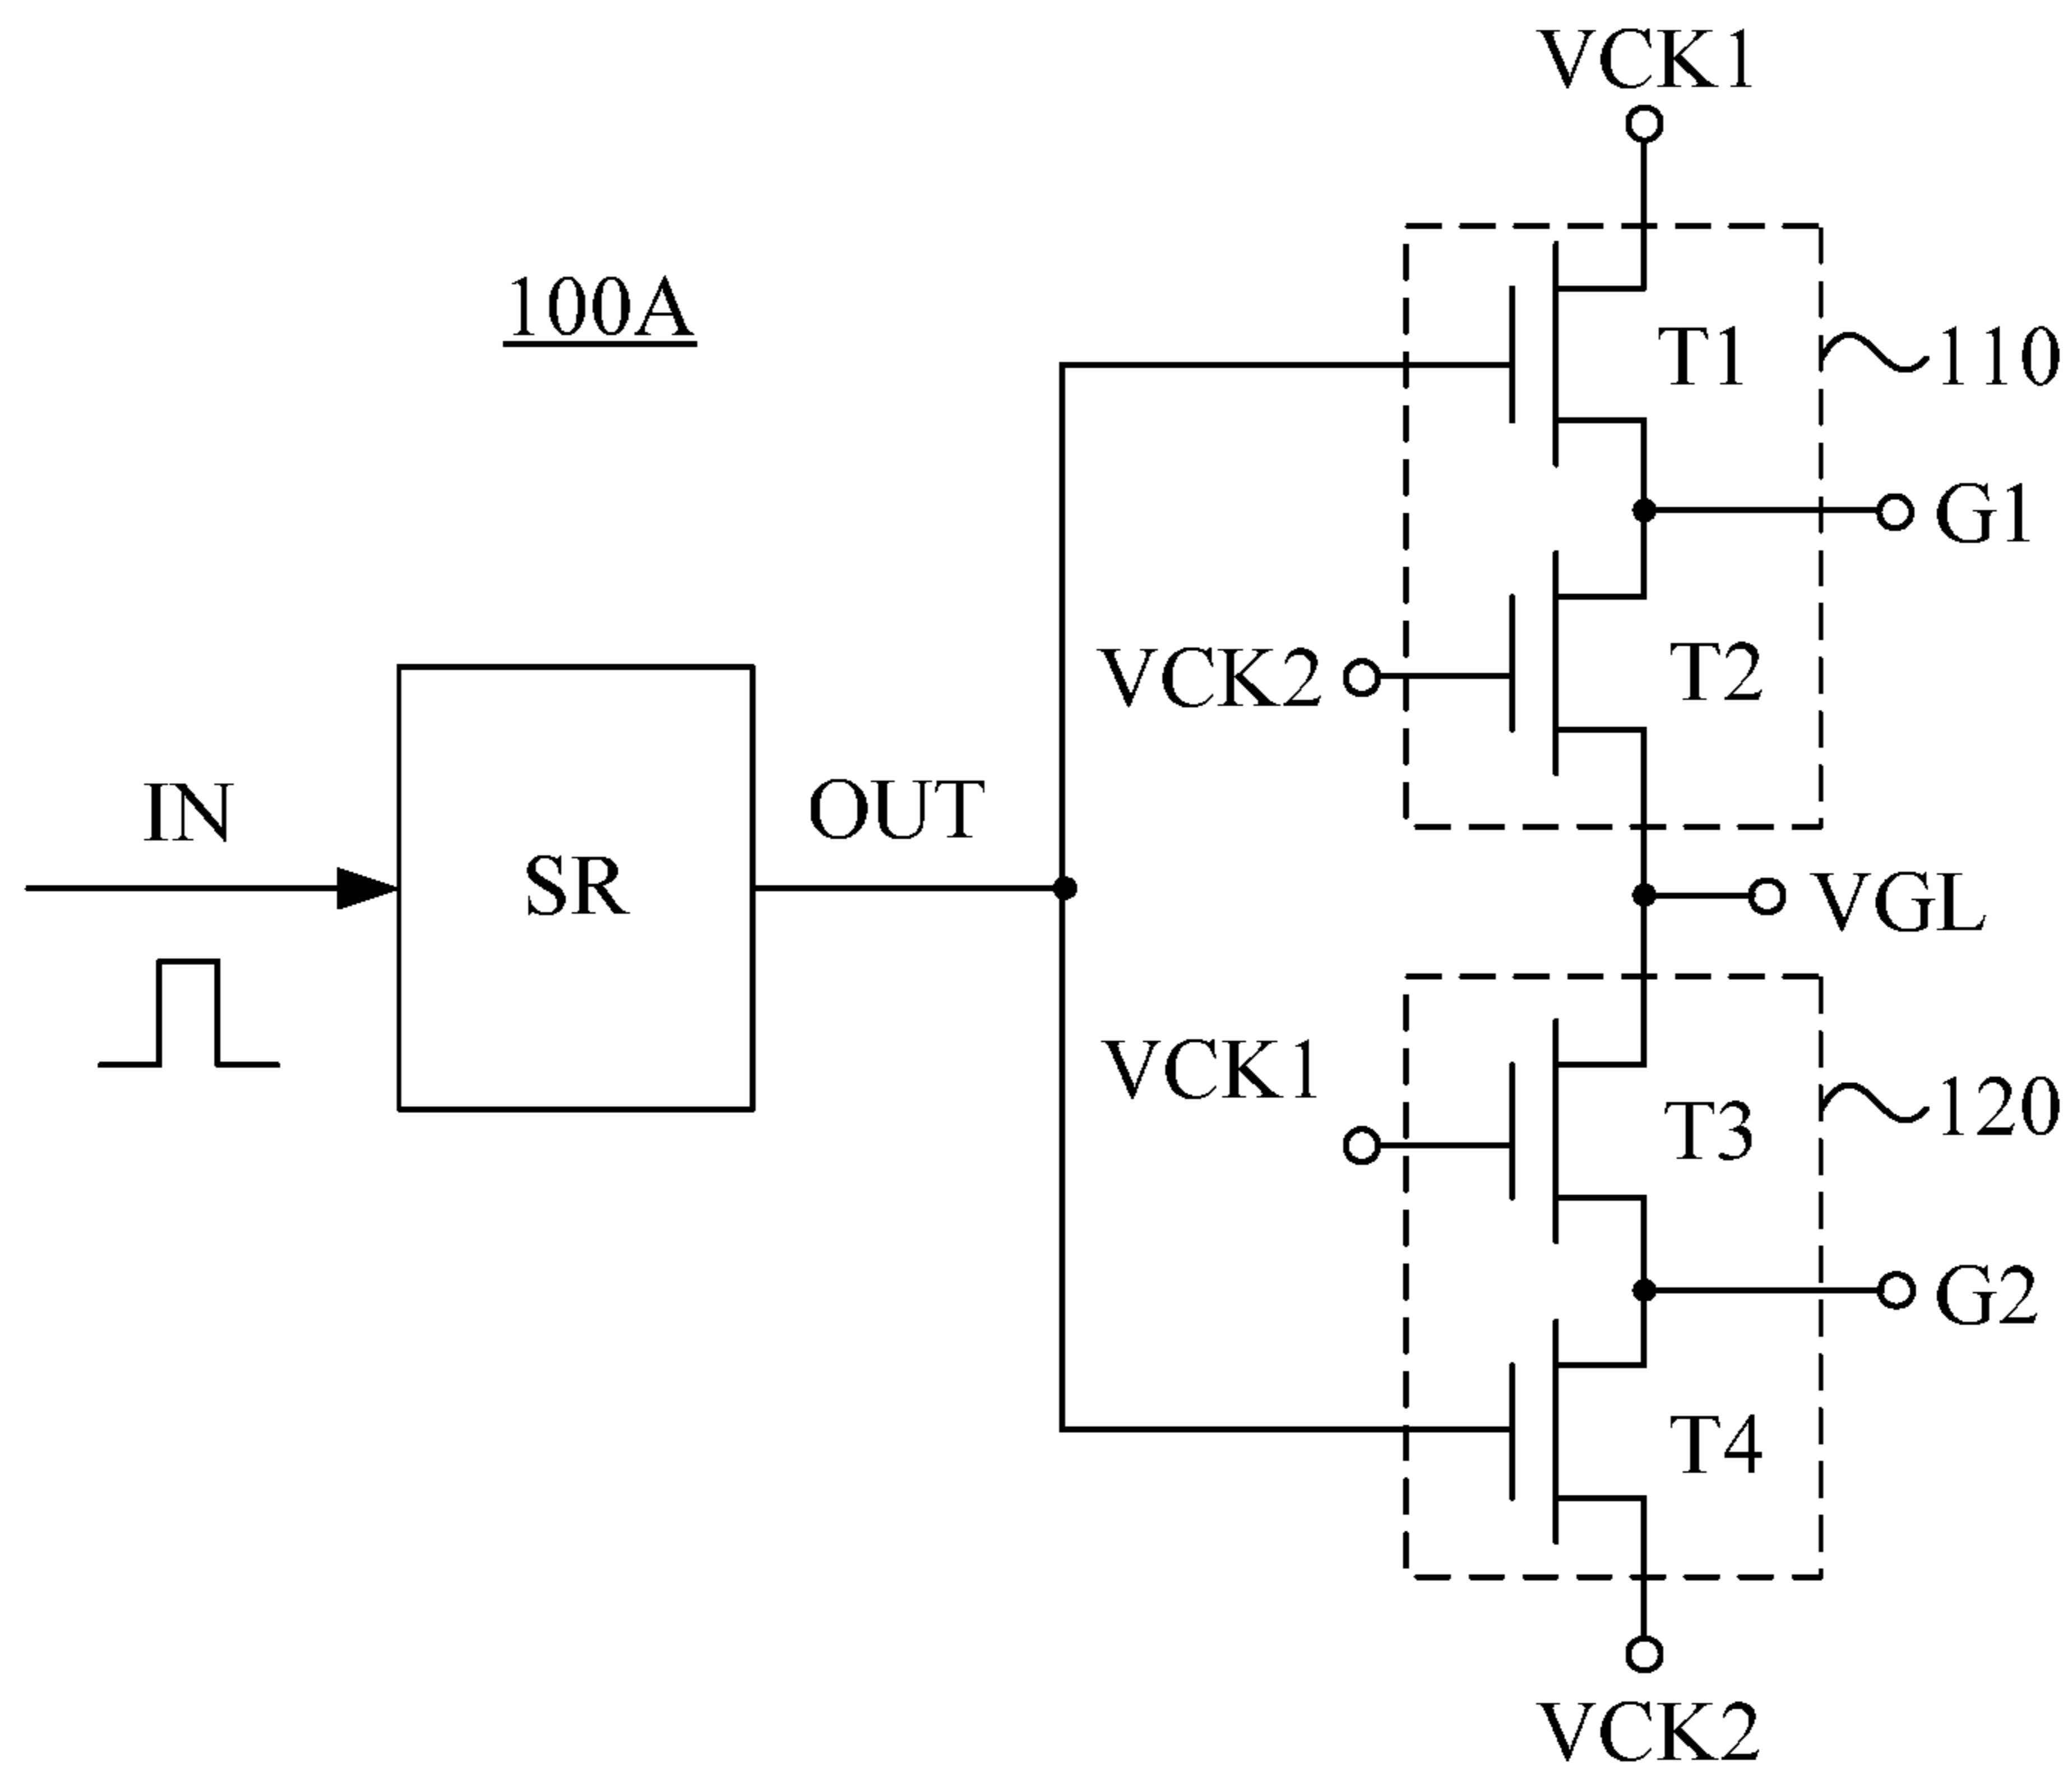 VCK1
100A
T1
110
G1
VCK2
T2
IN
OUT
SR
VGL
VCK1
T3
120
G2
T4
VCK2